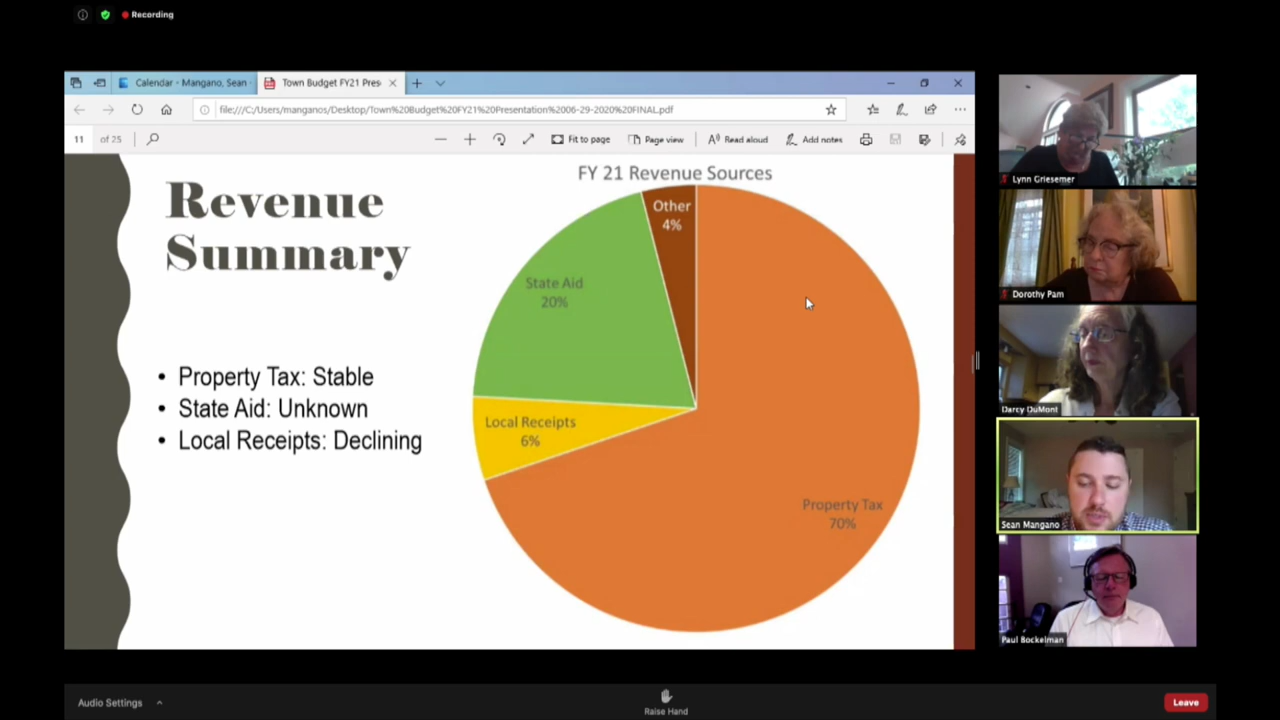 Recording
Calendar - Mangano, Sean
Town Budget FY21 Pres
file:///C:/Users/manganos/Desktop/Town%20Budget%20FY21%20Presentation%2006-29-2020%20FINAL.pdf
11 of 25
Fit to page
Page view
Read aloud
Add notes
Revenue
Summary
• Property Tax: Stable
• State Aid: Unknown
• Local Receipts: Declining
FY 21 Revenue Sources
Other
4%
State Aid
20%
Local Receipts
6%
Property Tax
70%
Lynn Griesemer
Dorothy Pam
Darcy DuMont
Sean Mangano
Paul Bockelman
Audio Settings
Raise Hand
Leave